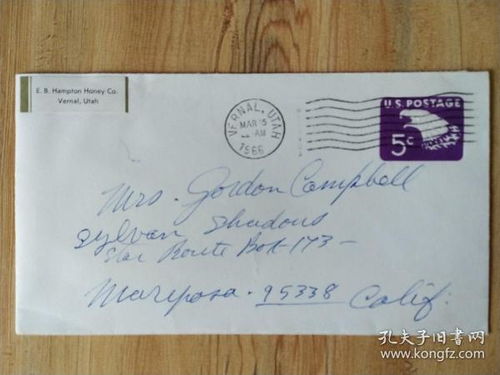 E. B. Hampton Honey Co.
Vernal, Utah
VERNAL, UTAH
MAR 5
AM
1966
U.S. POSTAGE
5c
Mrs. Gordon Campbell
Sylvan Shadows
Star Route Box 173-
Mariposa. 95338 Calif.
孔夫子旧书网
www.kongfz.com